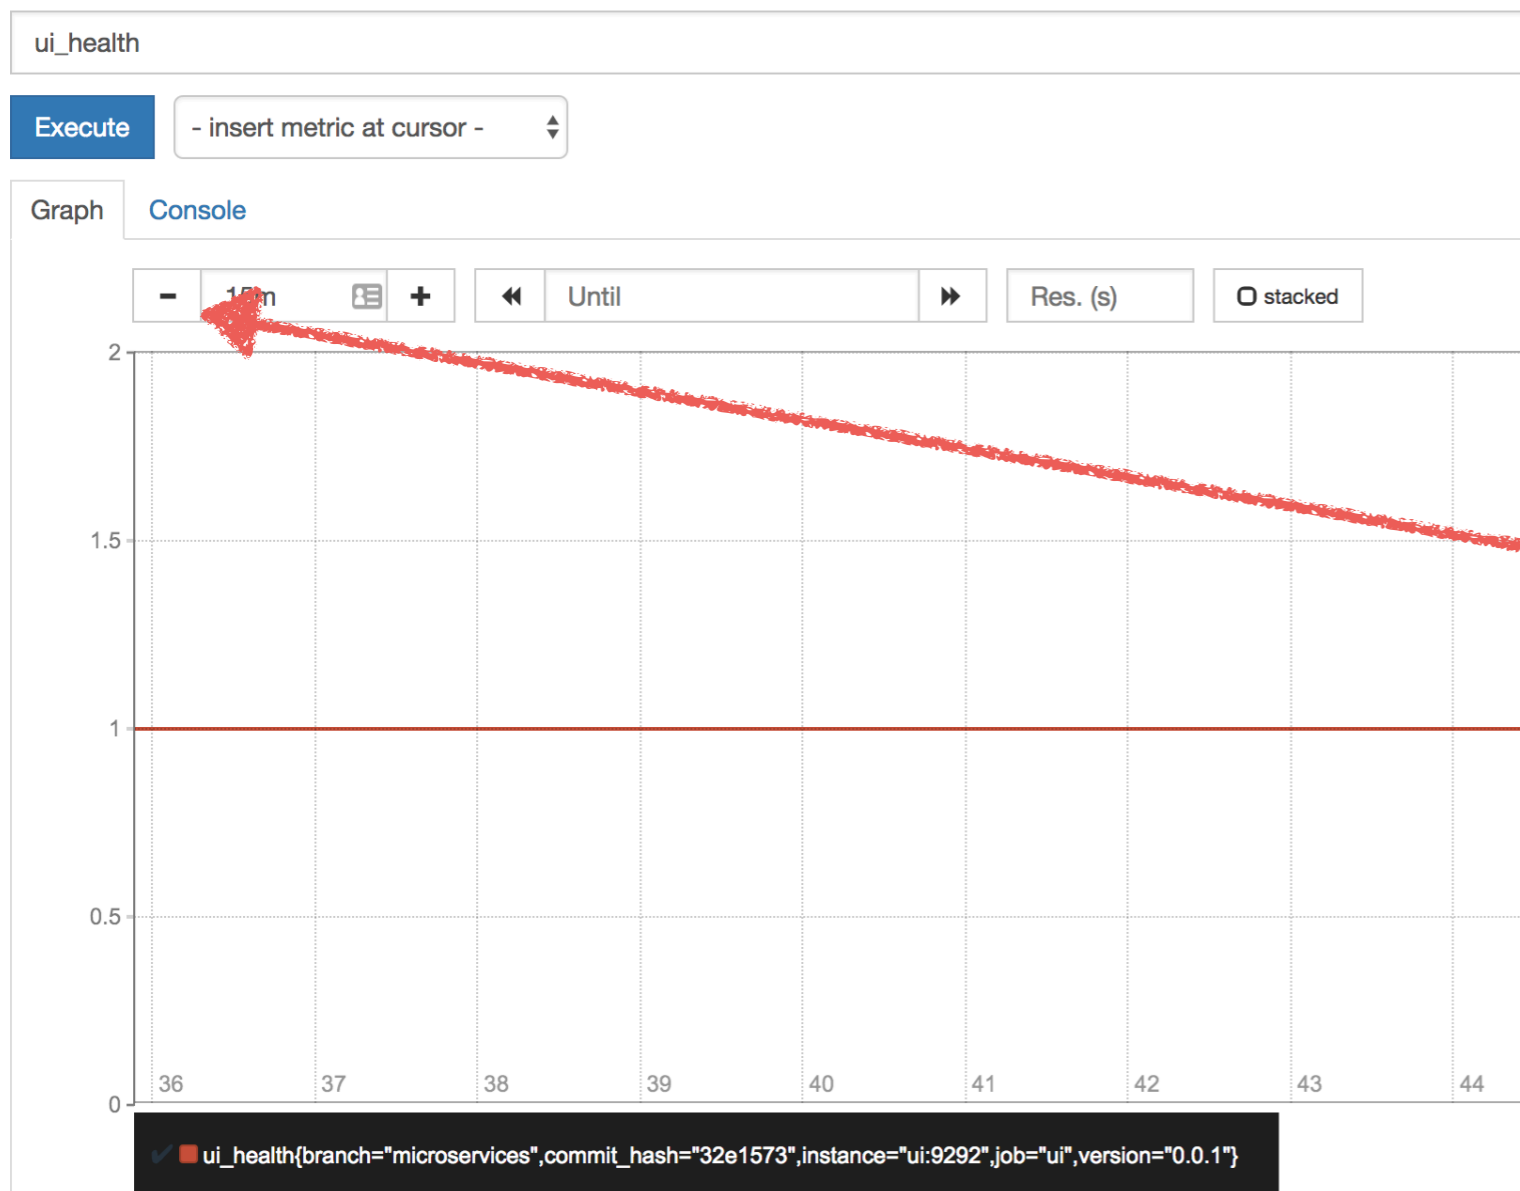 ui_health
Execute - insert metric at cursor -
Graph Console
15m Until Res. (s) stacked
2
1.5
1
0.5
36 37 38 39 40 41 42 43 44
0
ui_health{branch="microservices",commit_hash="32e1573",instance="ui:9292",job="ui",version="0.0.1"}